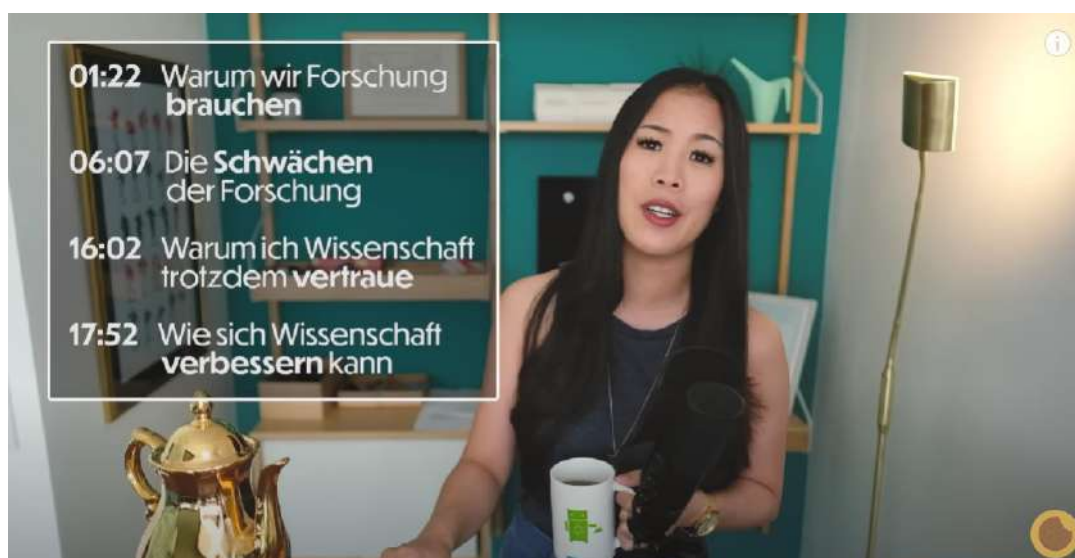 01:22 Warum wir Forschung
brauchen
06:07 Die Schwächen
der Forschung
16:02 Warum ich Wissenschaft
trotzdem vertraue
17:52 Wie sich Wissenschaft
verbessern kann
i